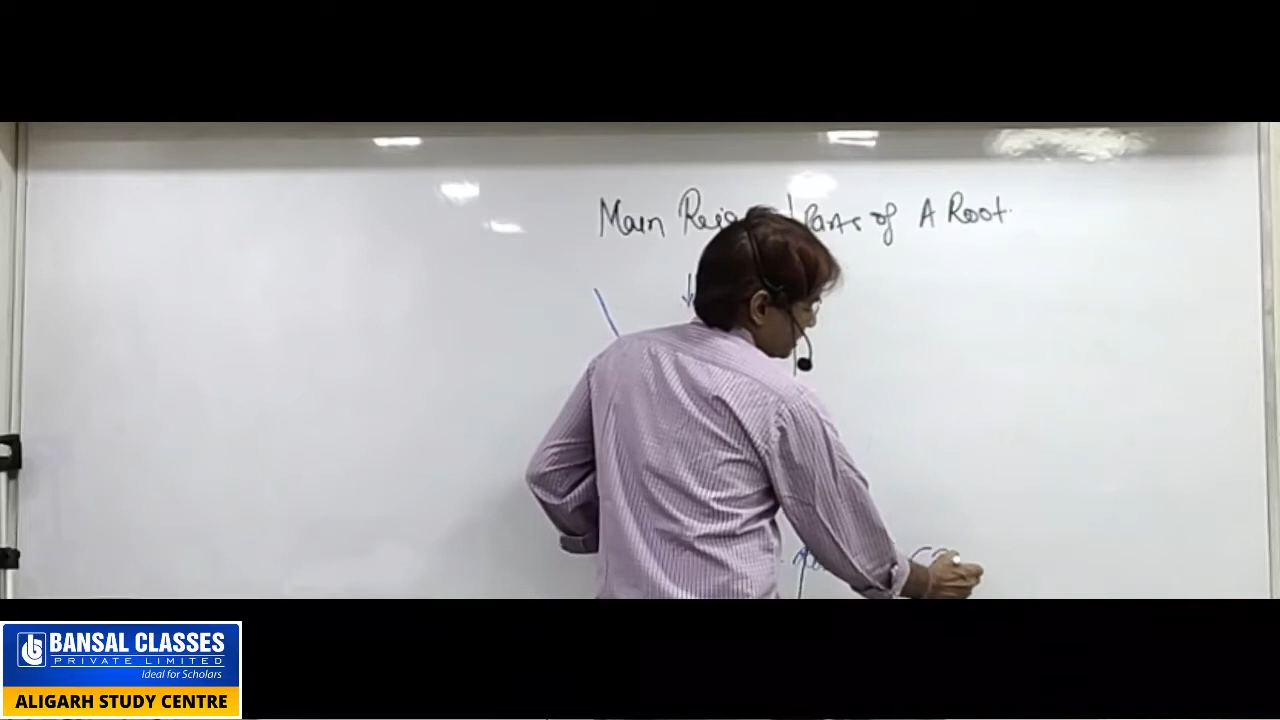 Main Parts of A Root.
BANSAL CLASSES
PRIVATE LIMITED
Ideal for Scholars
ALIGARH STUDY CENTRE